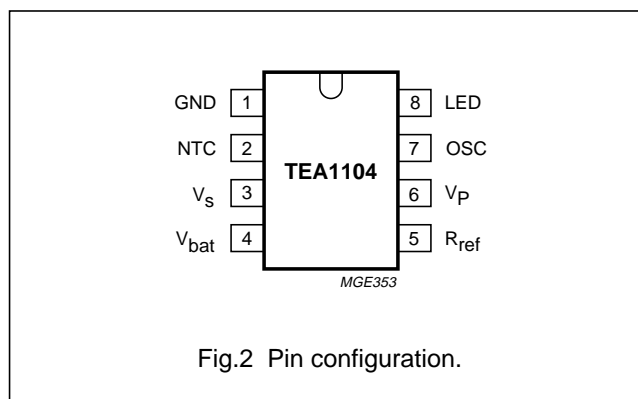 GND 1 8 LED
NTC 2 7 OSC
TEA1104
Vs 3 6 VP
Vbat 4 5 Rref
MGE353
Fig.2 Pin configuration.